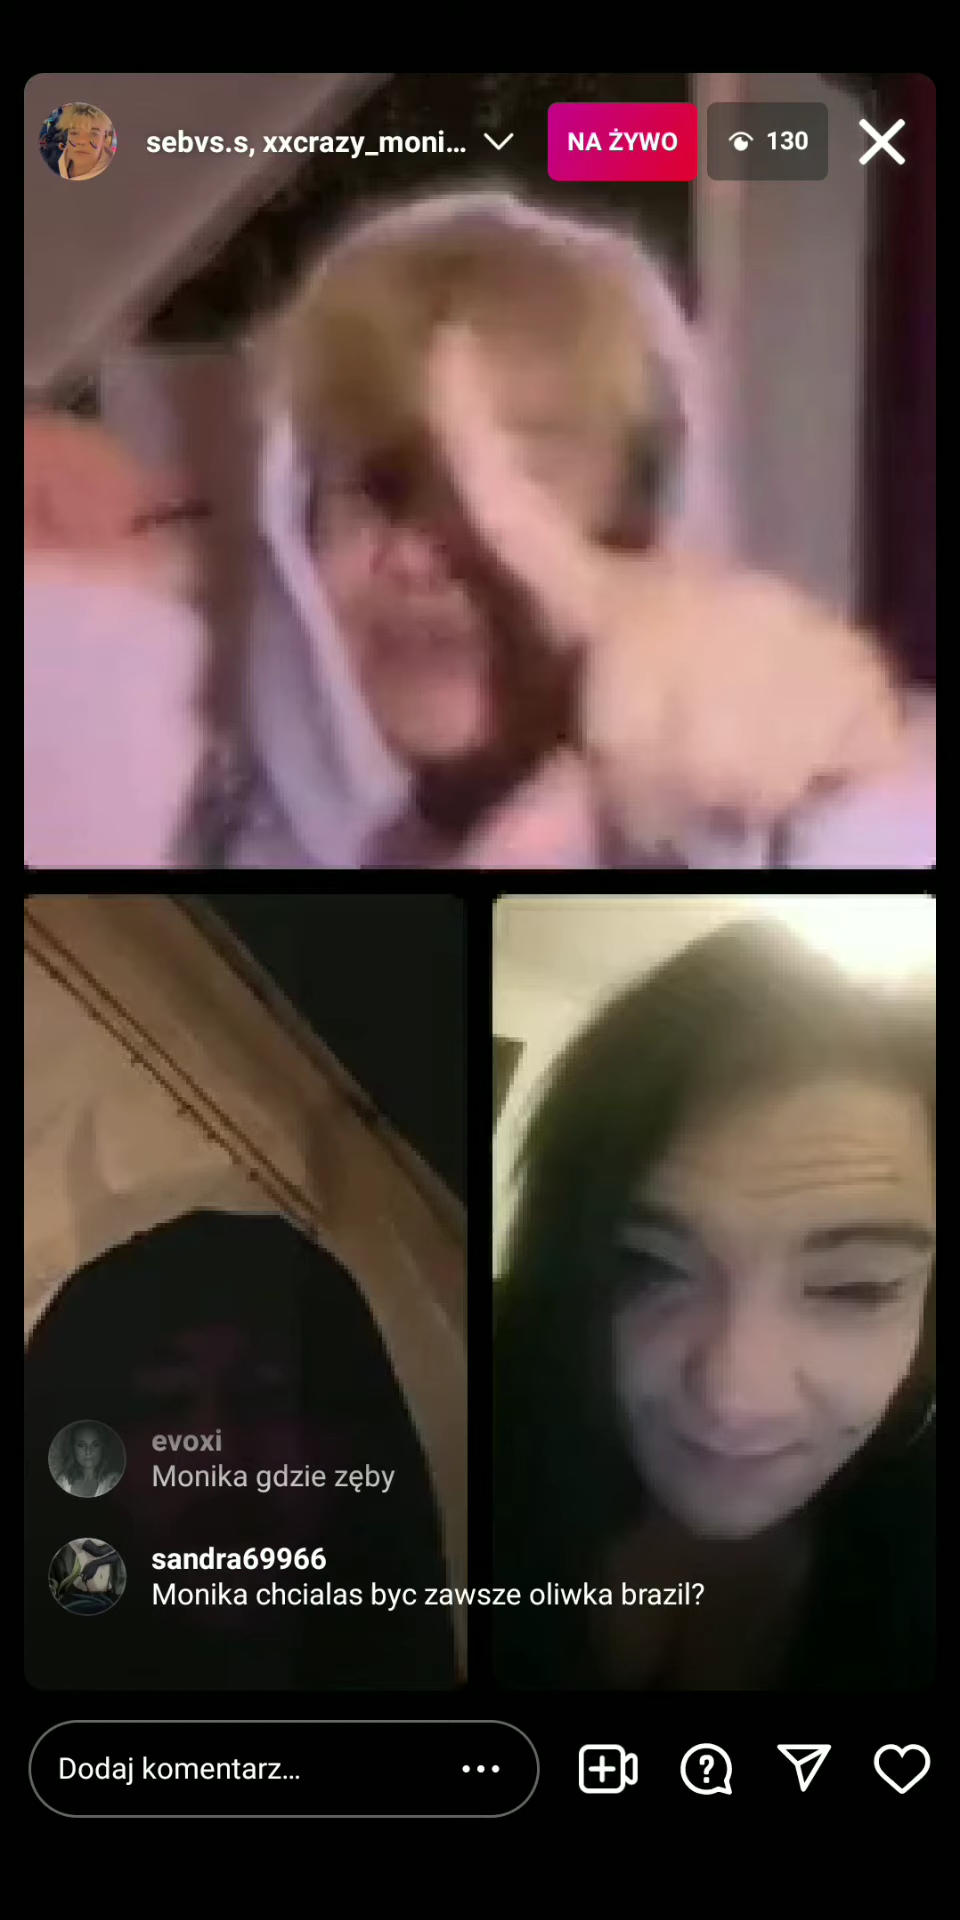 sebvs.s, xxcrazy_moni...
NA ŻYWO
130
evoxi
Monika gdzie zęby
sandra69966
Monika chcialas byc zawsze oliwka brazil?
Dodaj komentarz...